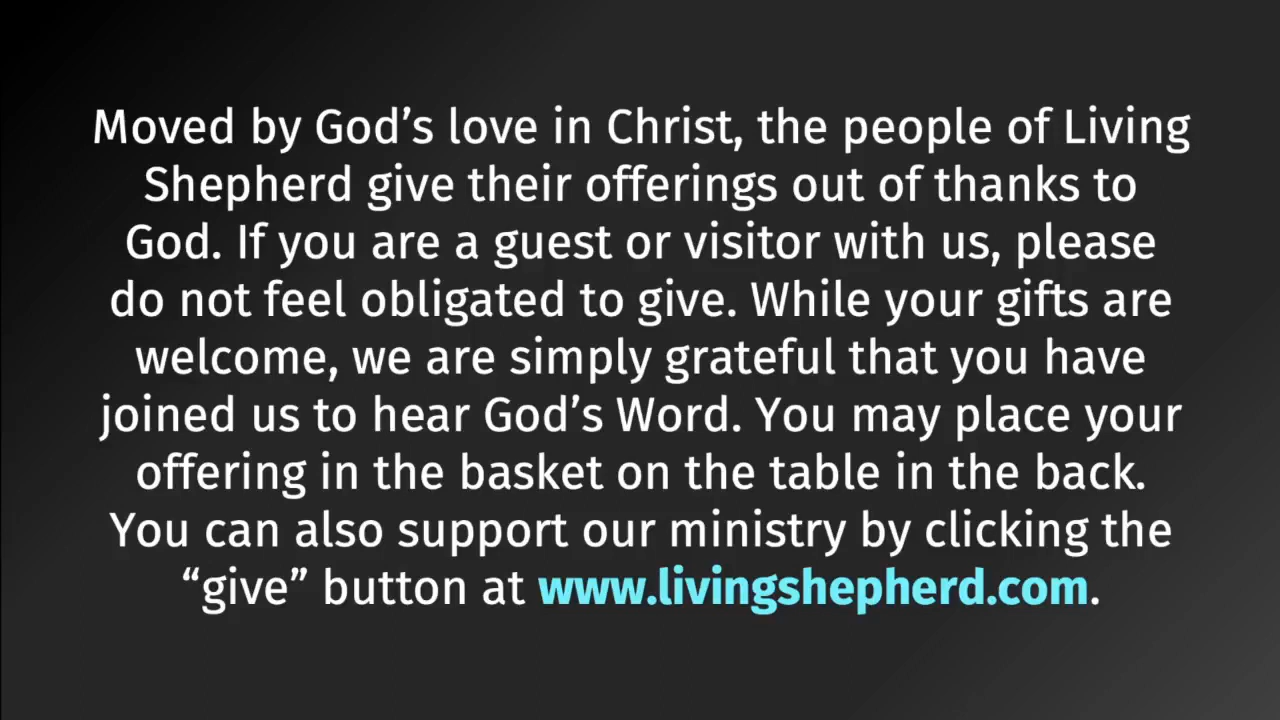 Moved by God’s love in Christ, the people of Living
Shepherd give their offerings out of thanks to
God. If you are a guest or visitor with us, please
do not feel obligated to give. While your gifts are
welcome, we are simply grateful that you have
joined us to hear God’s Word. You may place your
offering in the basket on the table in the back.
You can also support our ministry by clicking the
“give” button at www.livingshepherd.com.